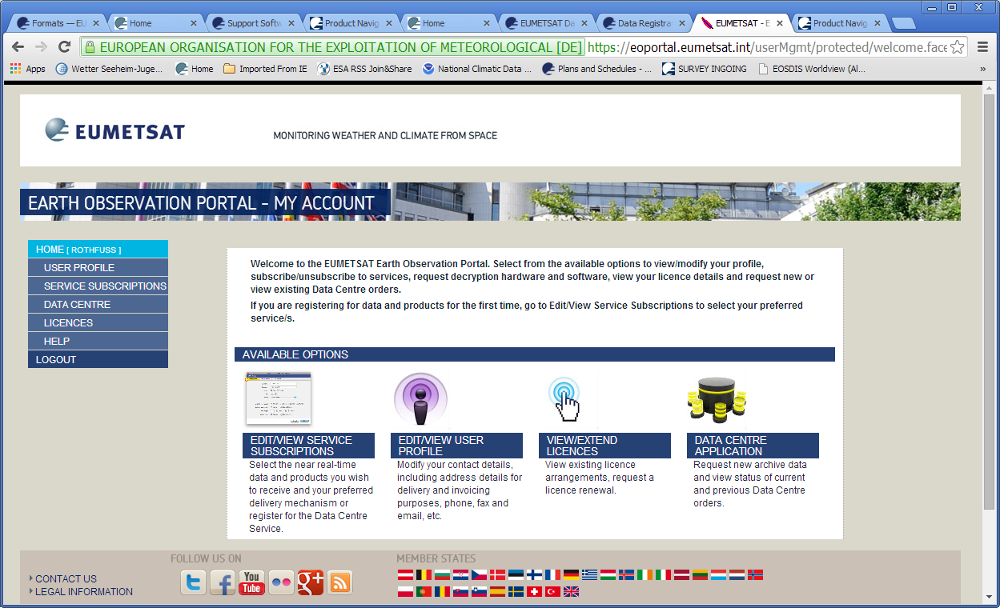 Formats — EU
Home
Support Softw
Product Navig
Home
EUMETSAT Da
Data Registra
EUMETSAT - E
Product Navig
EUROPEAN ORGANISATION FOR THE EXPLOITATION OF METEOROLOGICAL [DE] https://eoportal.eumetsat.int/userMgmt/protected/welcome.face
Apps
Wetter Seeheim-Juge...
Home
Imported From IE
ESA RSS Join&Share
National Climatic Data ...
Plans and Schedules - ...
SURVEY INGOING
EOSDIS Worldview (Al...
»
EUMETSAT
MONITORING WEATHER AND CLIMATE FROM SPACE
EARTH OBSERVATION PORTAL - MY ACCOUNT
HOME [ ROTHFUSS ]
USER PROFILE
SERVICE SUBSCRIPTIONS
DATA CENTRE
LICENCES
HELP
LOGOUT
Welcome to the EUMETSAT Earth Observation Portal. Select from the available options to view/modify your profile,
subscribe/unsubscribe to services, request decryption hardware and software, view your licence details and request new or
view existing Data Centre orders.
If you are registering for data and products for the first time, go to Edit/View Service Subscriptions to select your preferred
service/s.
AVAILABLE OPTIONS
EDIT/VIEW SERVICE
SUBSCRIPTIONS
Select the near real-time
data and products you wish
to receive and your preferred
delivery mechanism or
register for the Data Centre
Service.
EDIT/VIEW USER
PROFILE
Modify your contact details,
including address details for
delivery and invoicing
purposes, phone, fax and
email, etc.
VIEW/EXTEND
LICENCES
View existing licence
arrangements, request a
licence renewal.
DATA CENTRE
APPLICATION
Request new archive data
and view status of current
and previous Data Centre
orders.
CONTACT US
LEGAL INFORMATION
FOLLOW US ON
You
Tube
g+
MEMBER STATES